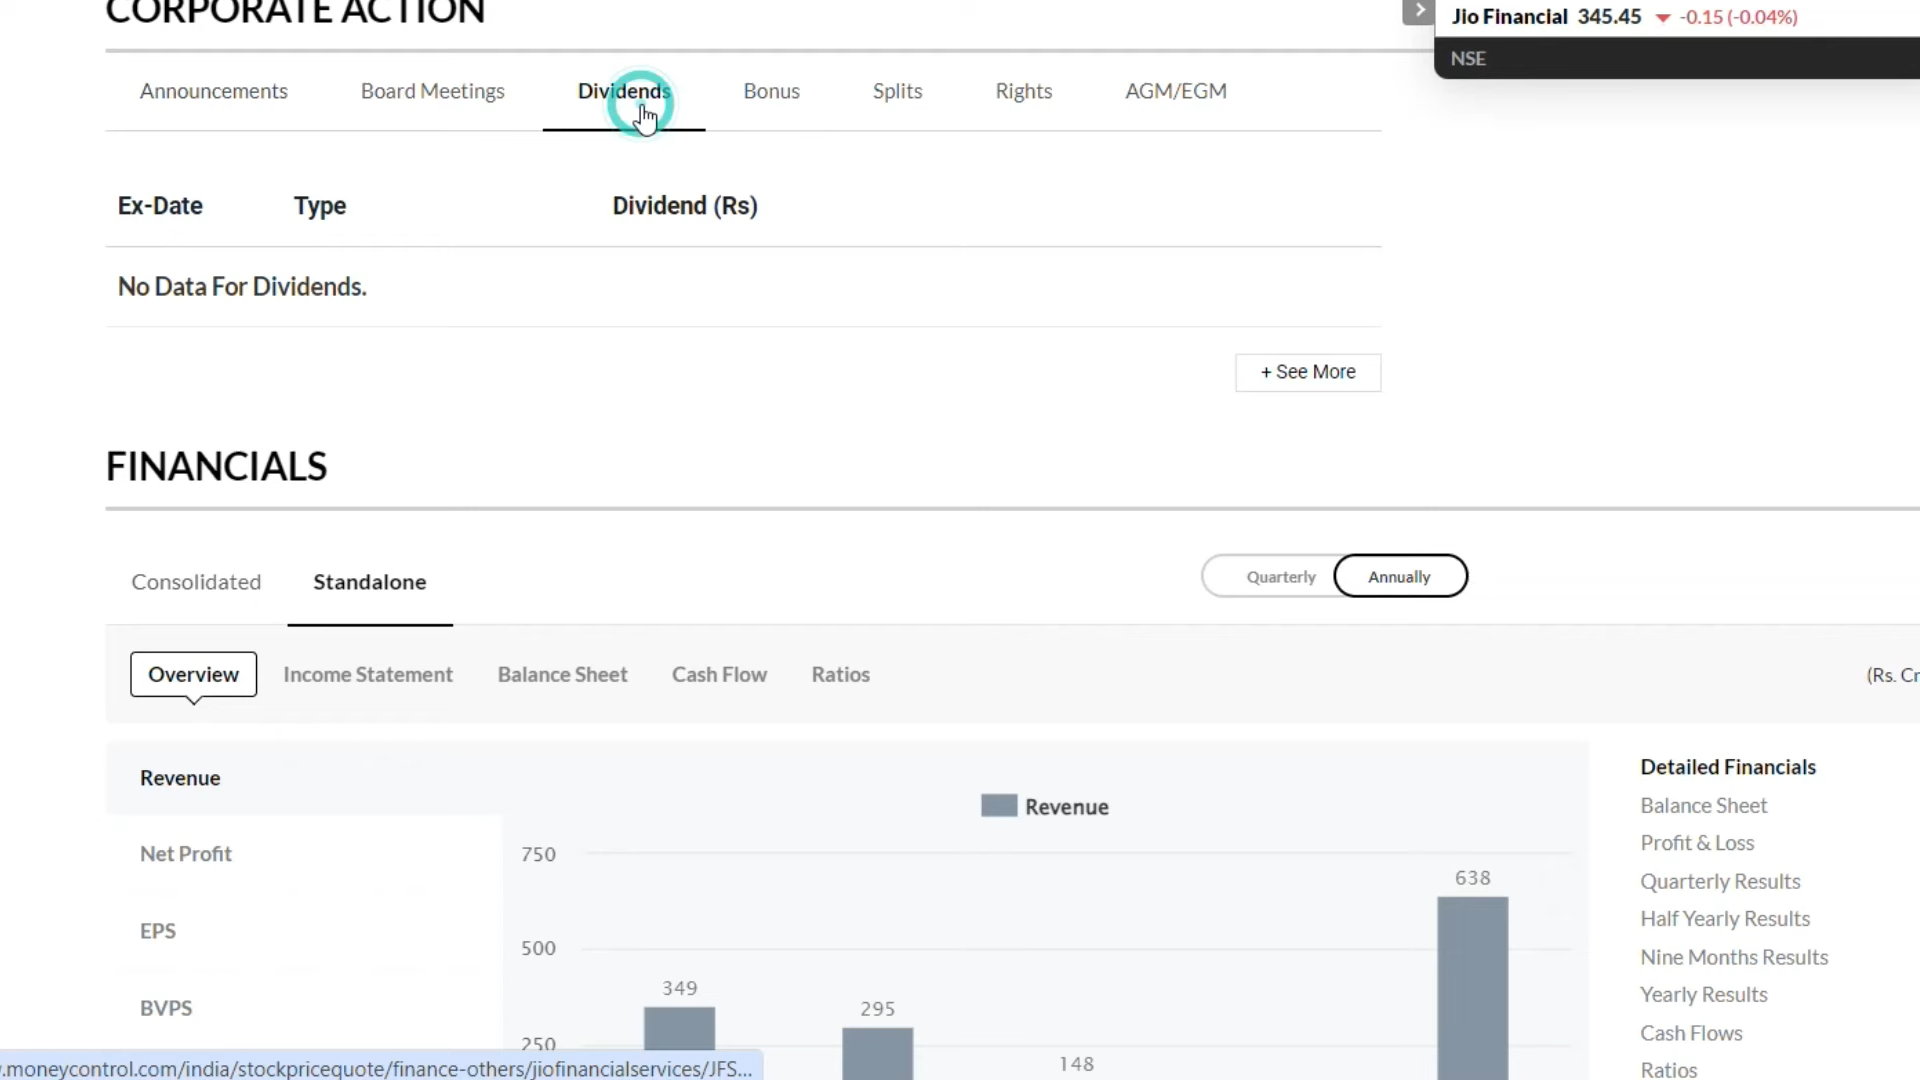 CORPORATE ACTION
Jio Financial 345.45 -0.15 (-0.04%)
NSE
Announcements Board Meetings Dividends Bonus Splits Rights AGM/EGM
Ex-Date Type Dividend (Rs)
No Data For Dividends.
+ See More
FINANCIALS
Consolidated Standalone
Quarterly Annually
Overview Income Statement Balance Sheet Cash Flow Ratios
(Rs. Cr
Revenue
Net Profit
EPS
BVPS
Revenue
750
638
500
349
295
250
148
Detailed Financials
Balance Sheet
Profit & Loss
Quarterly Results
Half Yearly Results
Nine Months Results
Yearly Results
Cash Flows
Ratios
.moneycontrol.com/india/stockpricequote/finance-others/jiofinancialservices/JFS...